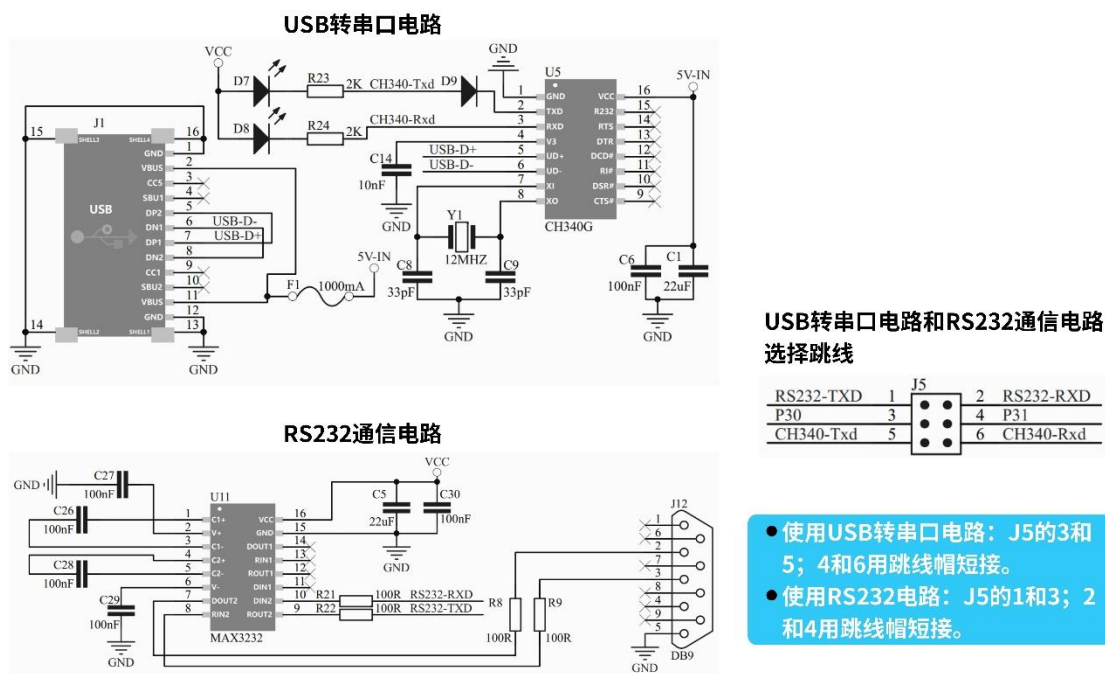 USB转串口电路
VCC
D7
R23
2K
CH340-Txd
D9
GND
U5
5V-IN
D8
R24
2K
CH340-Rxd
1
GND
VCC
16
2
TXD
R232
15
3
RXD
RTS
14
4
V3
DTR
13
5
UD+
DCD#
12
6
UD-
RI#
11
7
XI
DSR#
10
8
XO
CTS#
9
CH340G
USB-D+
USB-D-
C14
10nF
GND
Y1
12MHZ
C8
33pF
C9
33pF
GND
C6
100nF
C1
22uF
GND
15
J1
16
SHELL3
SHELL4
GND
1
VBUS
2
CC5
3
SBU1
4
DP2
5
DN1
6
USB-D-
DP1
7
USB-D+
DN2
8
CC1
9
SBU2
10
VBUS
11
GND
12
14
SHELL2
SHELL1
13
USB
GND
GND
F1
1000mA
5V-IN
USB转串口电路和RS232通信电路
选择跳线
J5
RS232-TXD
1
2
RS232-RXD
P30
3
4
P31
CH340-Txd
5
6
CH340-Rxd
RS232通信电路
GND
C27
100nF
C26
100nF
C28
100nF
C29
100nF
GND
U11
1
C1+
VCC
16
2
V+
GND
15
3
C1-
DOUT1
14
4
C2+
RIN1
13
5
C2-
ROUT1
12
6
V-
DIN1
11
7
DOUT2
DIN2
10
8
RIN2
ROUT2
9
MAX3232
VCC
C5
22uF
C30
100nF
GND
R21
100R
RS232-RXD
R22
100R
RS232-TXD
R8
100R
R9
100R
J12
1
6
2
7
3
8
4
9
5
DB9
GND
●使用USB转串口电路：J5的3和
5；4和6用跳线帽短接。
●使用RS232电路：J5的1和3；2
和4用跳线帽短接。